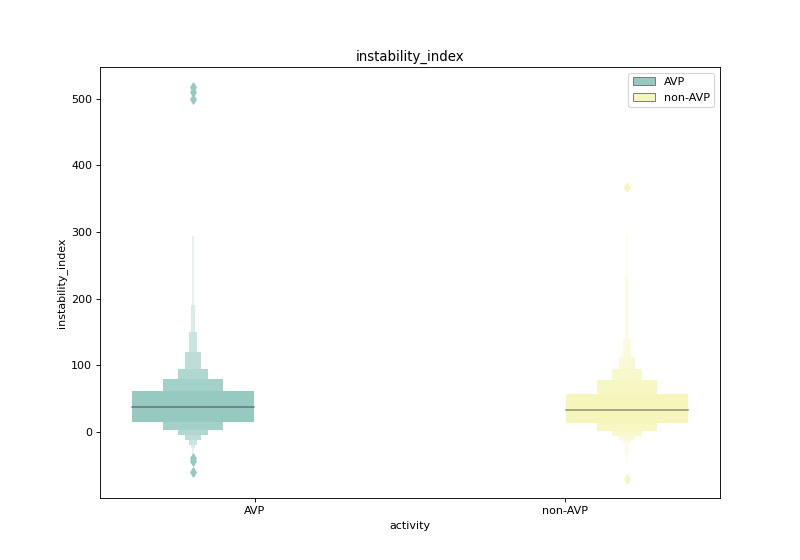 instability_index
AVP
non-AVP
500
400
300
200
100
0
instability_index
AVP
non-AVP
activity